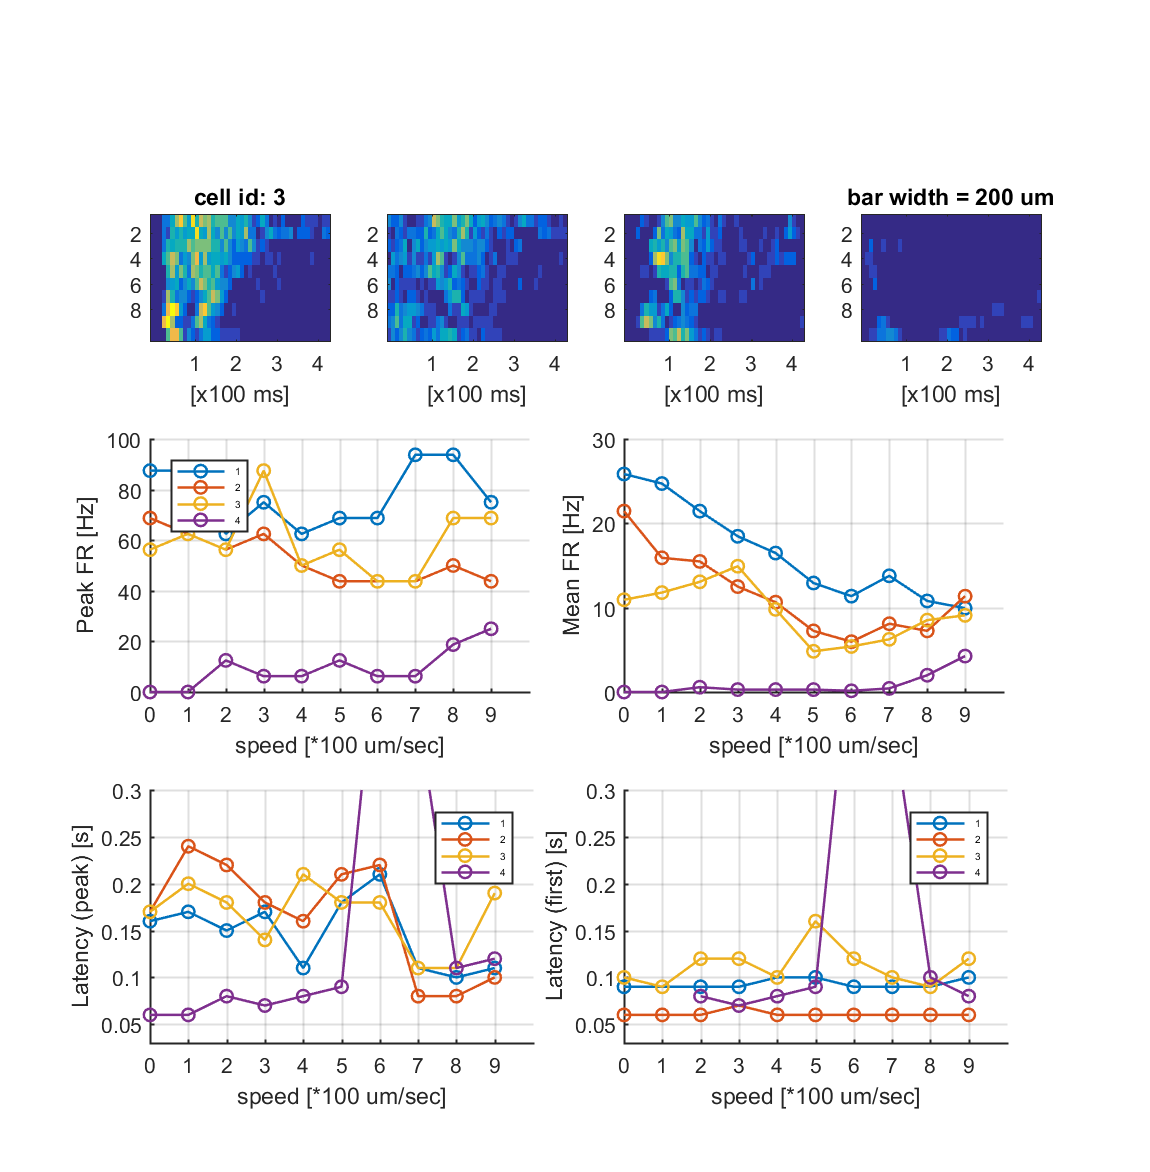 cell id: 3
bar width = 200 um
2
4
6
8
1 2 3 4
[x100 ms]
2
4
6
8
1 2 3 4
[x100 ms]
2
4
6
8
1 2 3 4
[x100 ms]
2
4
6
8
1 2 3 4
[x100 ms]
Peak FR [Hz]
100
80
60
40
20
0
1
2
3
4
0 1 2 3 4 5 6 7 8 9
speed [*100 um/sec]
Mean FR [Hz]
30
20
10
0
0 1 2 3 4 5 6 7 8 9
speed [*100 um/sec]
Latency (peak) [s]
0.3
0.25
0.2
0.15
0.1
0.05
1
2
3
4
0 1 2 3 4 5 6 7 8 9
speed [*100 um/sec]
Latency (first) [s]
0.3
0.25
0.2
0.15
0.1
0.05
1
2
3
4
0 1 2 3 4 5 6 7 8 9
speed [*100 um/sec]